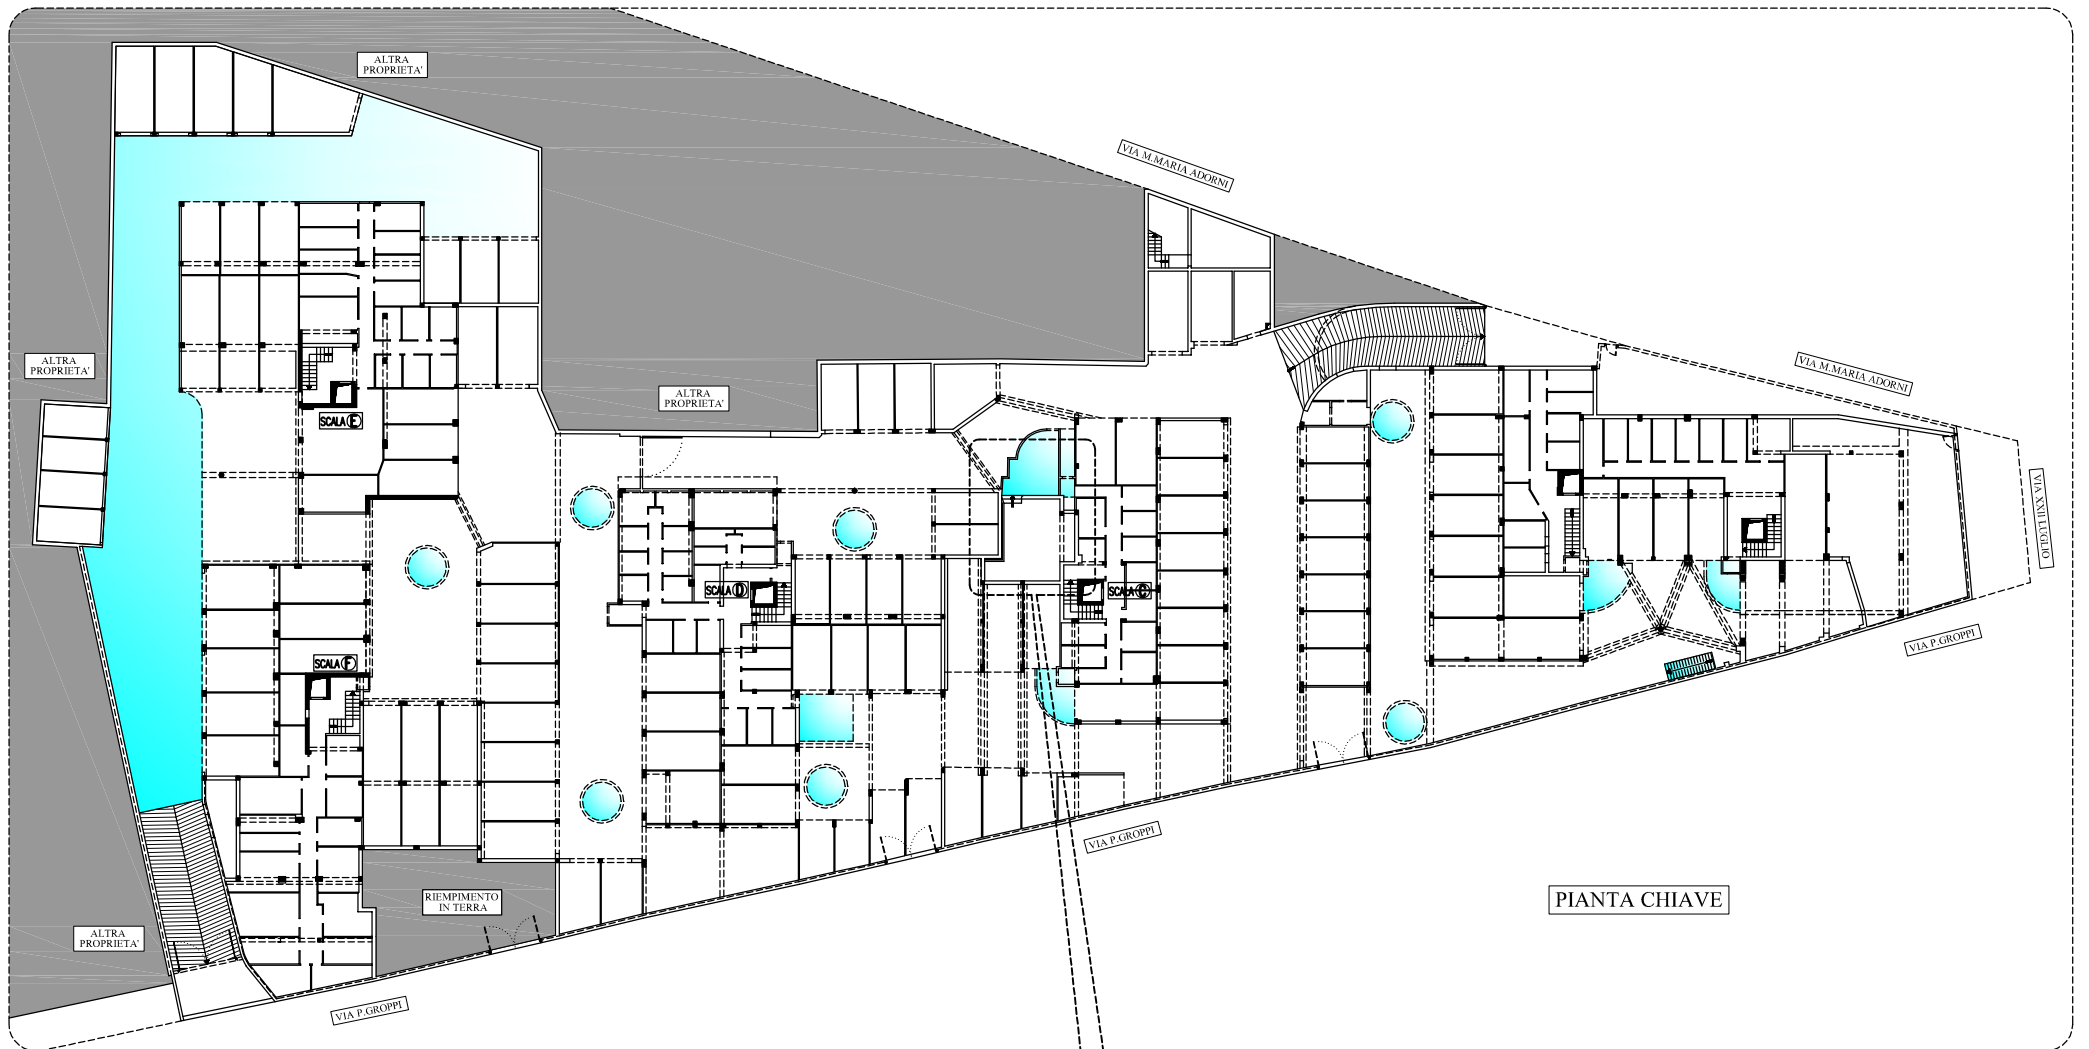 ALTRA
PROPRIETA'
VIA M.MARIA ADORNI
ALTRA
PROPRIETA'
ALTRA
PROPRIETA'
VIA M.MARIA ADORNI
SCALA E
VIA XXII LUGLIO
SCALA D
SCALA C
SCALA F
VIA P.GROPPI
VIA P.GROPPI
RIEMPIMENTO
IN TERRA
PIANTA CHIAVE
ALTRA
PROPRIETA'
VIA P.GROPPI